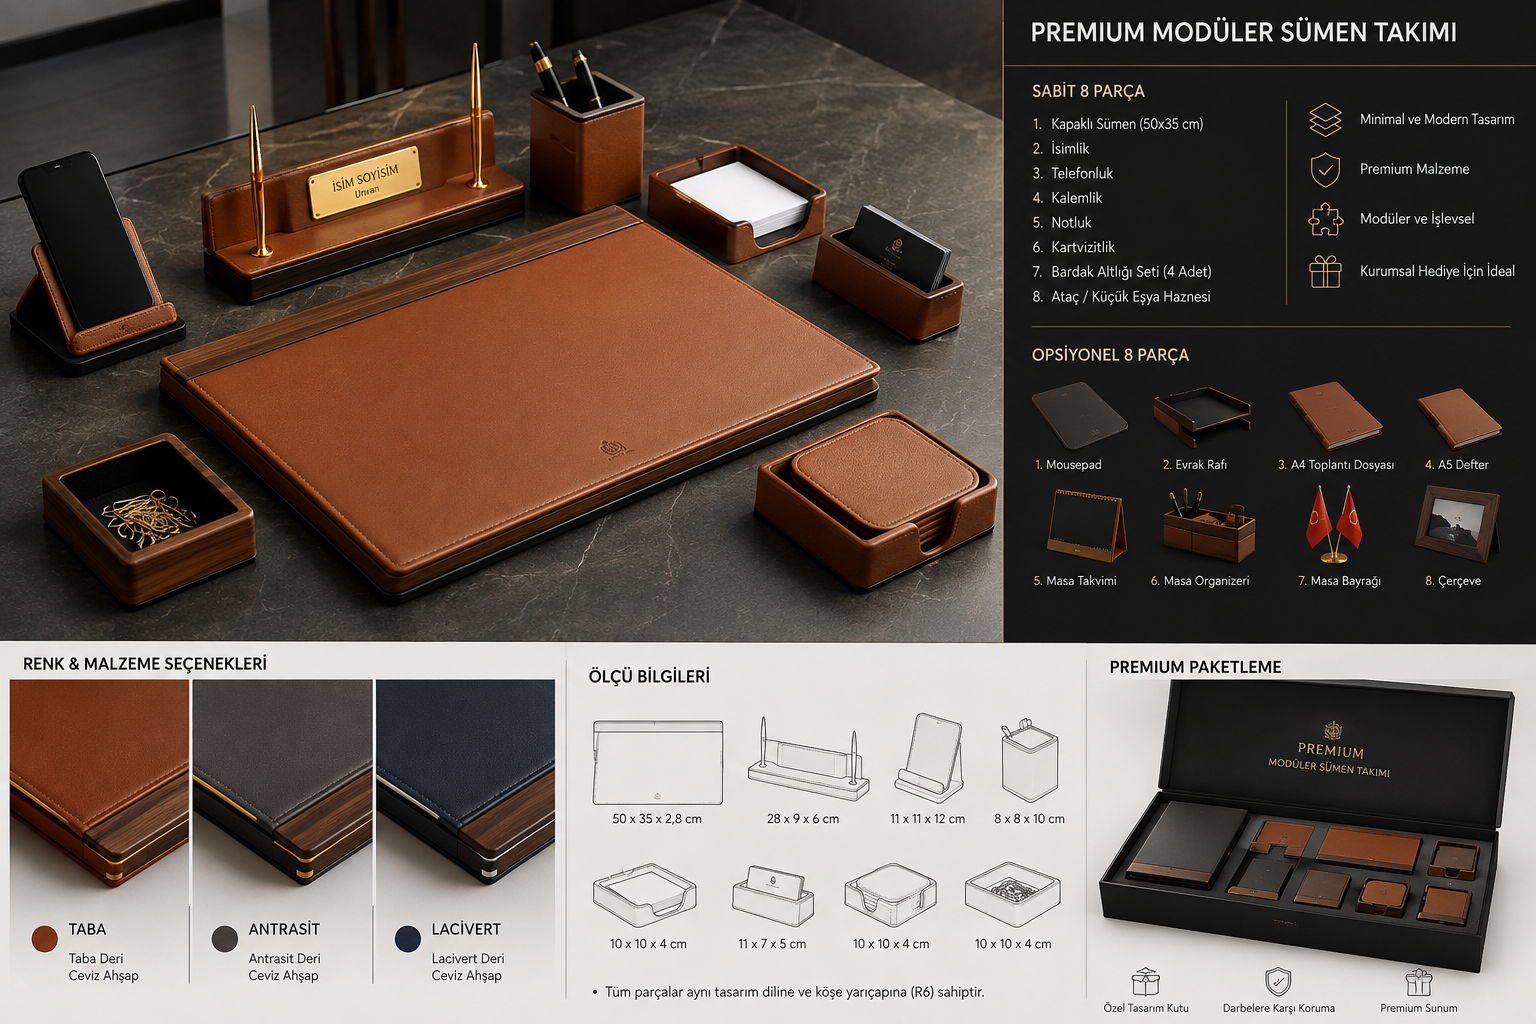 İSİM SOYİSİM
Unvan
PREMIUM MODÜLER SÜMEN TAKIMI
SABİT 8 PARÇA
1. Kapaklı Sümen (50x35 cm)
2. İsimlik
3. Telefonluk
4. Kalemlik
5. Notluk
6. Kartvizitlik
7. Bardak Altlığı Seti (4 Adet)
8. Ataç / Küçük Eşya Haznesi
Minimal ve Modern Tasarım
Premium Malzeme
Modüler ve İşlevsel
Kurumsal Hediye İçin İdeal
OPSİYONEL 8 PARÇA
1. Mousepad
2. Evrak Rafı
3. A4 Toplantı Dosyası
4. A5 Defter
5. Masa Takvimi
6. Masa Organizeri
7. Masa Bayrağı
8. Çerçeve
RENK & MALZEME SEÇENEKLERİ
TABA
Taba Deri
Ceviz Ahşap
ANTRASİT
Antrasit Deri
Ceviz Ahşap
LACİVERT
Lacivert Deri
Ceviz Ahşap
ÖLÇÜ BİLGİLERİ
50 x 35 x 2,8 cm
28 x 9 x 6 cm
11 x 11 x 12 cm
8 x 8 x 10 cm
10 x 10 x 4 cm
11 x 7 x 5 cm
10 x 10 x 4 cm
10 x 10 x 4 cm
• Tüm parçalar aynı tasarım diline ve köşe yarıçapına (R6) sahiptir.
PREMIUM PAKETLEME
PREMIUM
MODÜLER SÜMEN TAKIMI
Özel Tasarım Kutu
Darbelere Karşı Koruma
Premium Sunum